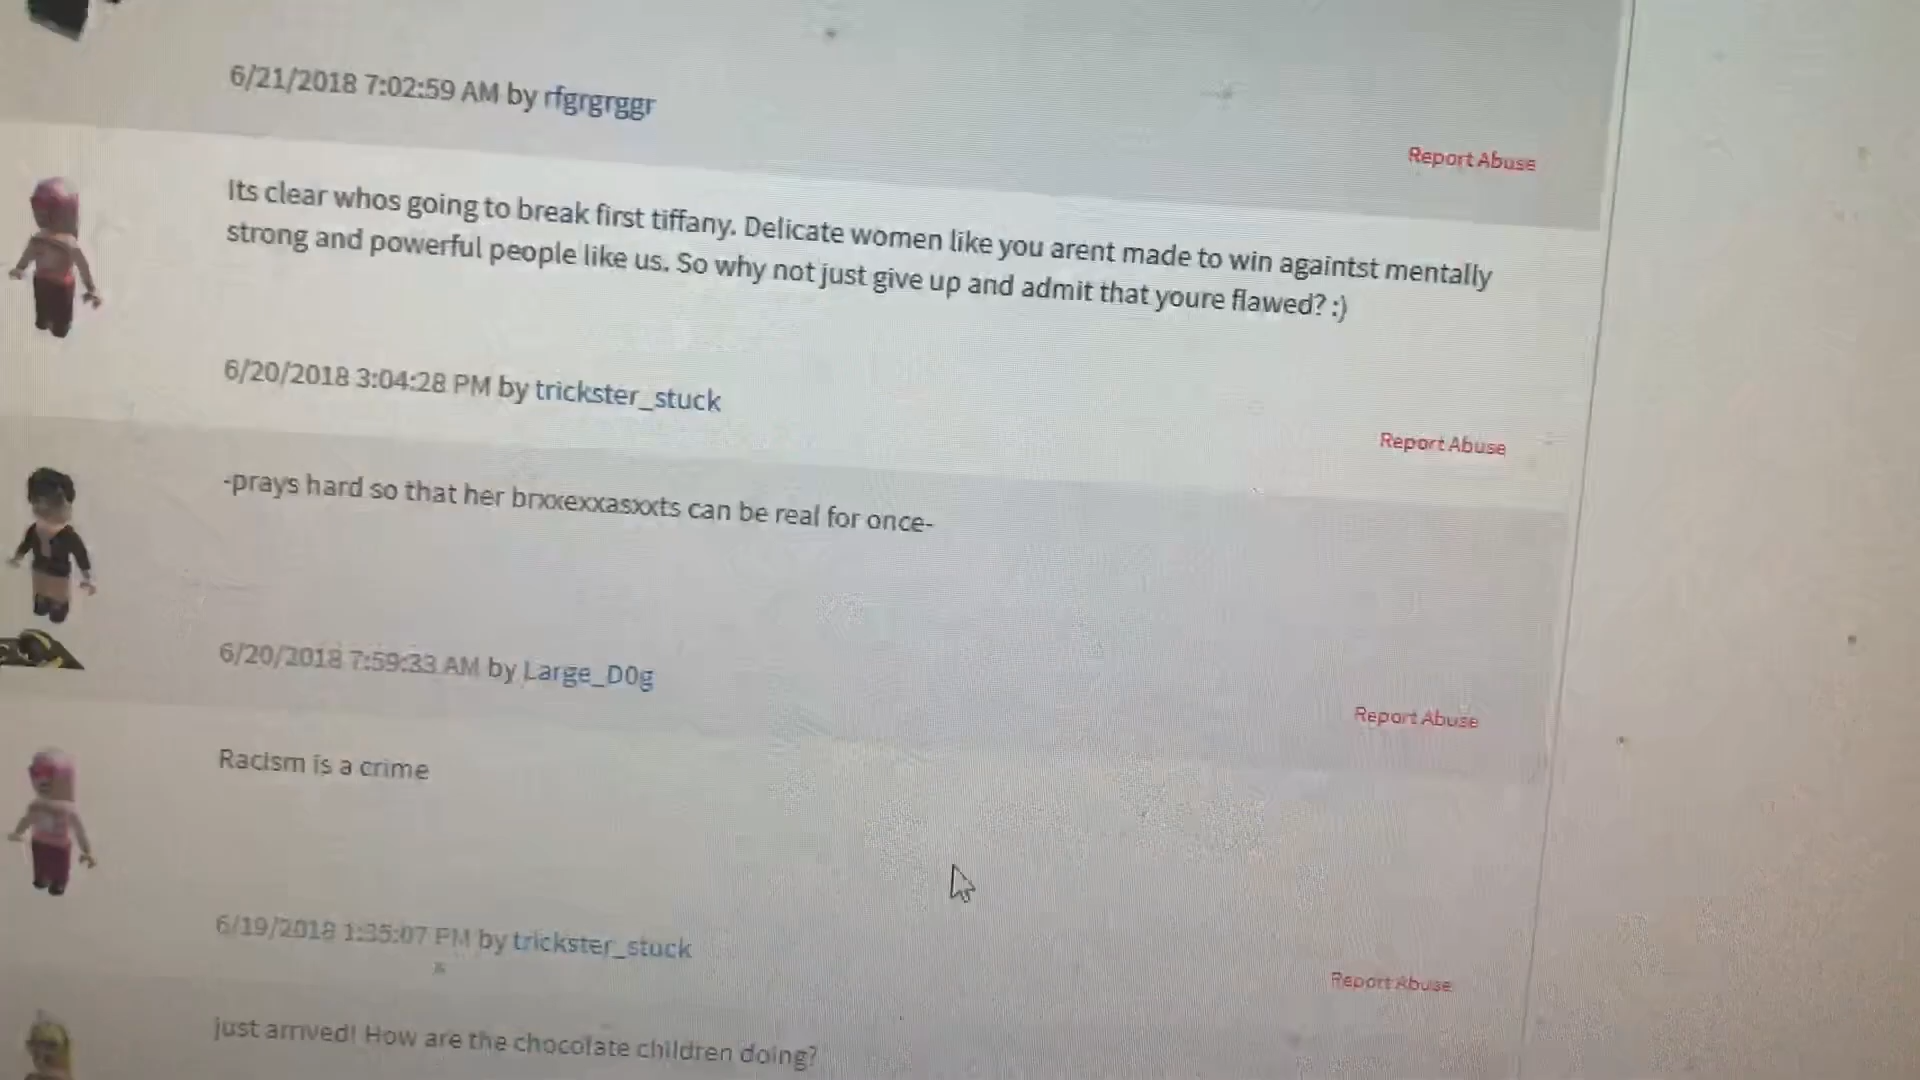 6/21/2018 7:02:59 AM by rfgrgrggr
Report Abuse
Its clear whos going to break first tiffany. Delicate women like you arent made to win againtst mentally
strong and powerful people like us. So why not just give up and admit that youre flawed? :)
6/20/2018 3:04:28 PM by trickster_stuck
Report Abuse
-prays hard so that her brxxexxasxxts can be real for once-
6/20/2018 7:59:33 AM by Large_D0g
Report Abuse
Racism is a crime
6/19/2018 1:35:07 PM by trickster_stuck
Report Abuse
just arrived! How are the chocolate children doing?